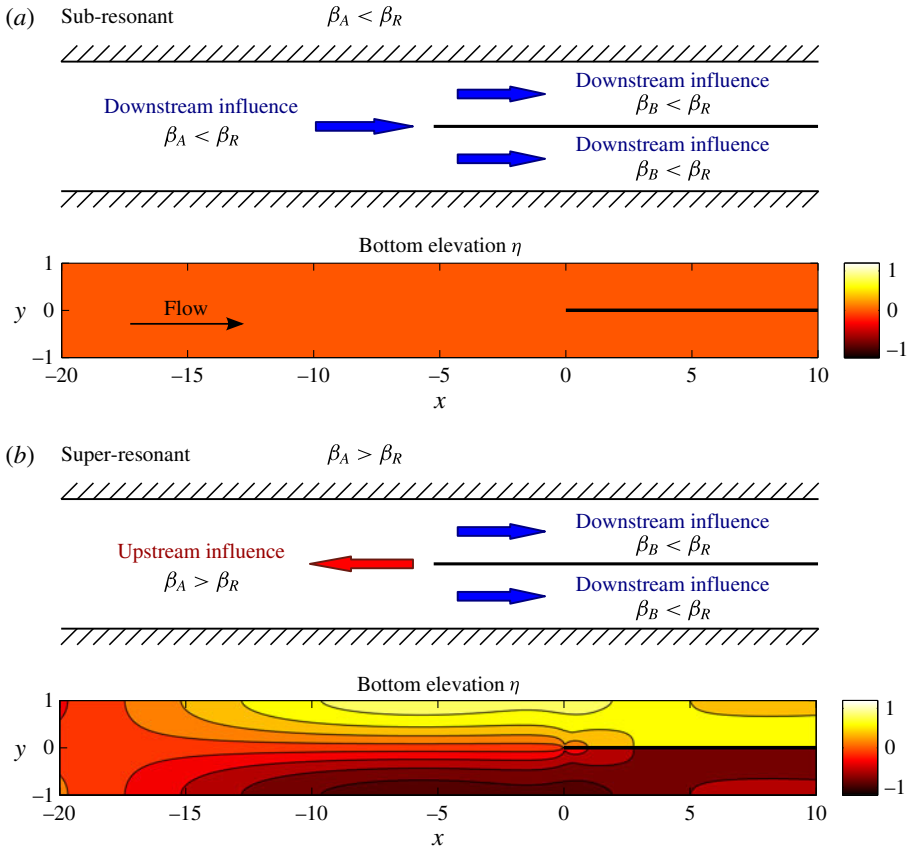 (a) Sub-resonant β_A < β_R
Downstream influence
β_B < β_R
Downstream influence
β_A < β_R
Downstream influence
β_B < β_R
Bottom elevation η
1
0
–1
y
Flow
–20 –15 –10 –5 0 5 10
x
1
0
–1
(b) Super-resonant β_A > β_R
Downstream influence
β_B < β_R
Upstream influence
β_A > β_R
Downstream influence
β_B < β_R
Bottom elevation η
1
0
–1
y
–20 –15 –10 –5 0 5 10
x
1
0
–1